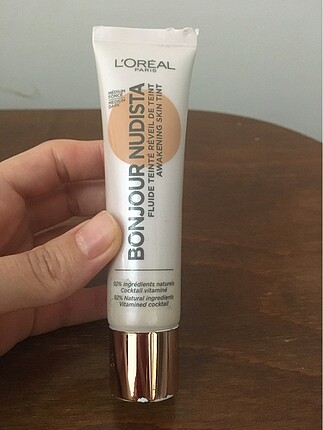 L'ORÉAL
PARIS
BONJOUR NUDISTA
FLUIDE TEINTÉ RÉVEIL DE TEINT
AWAKENING SKIN TINT
92% ingrédients naturels
Cocktail vitaminé
92% Natural ingredients
Vitamined cocktail